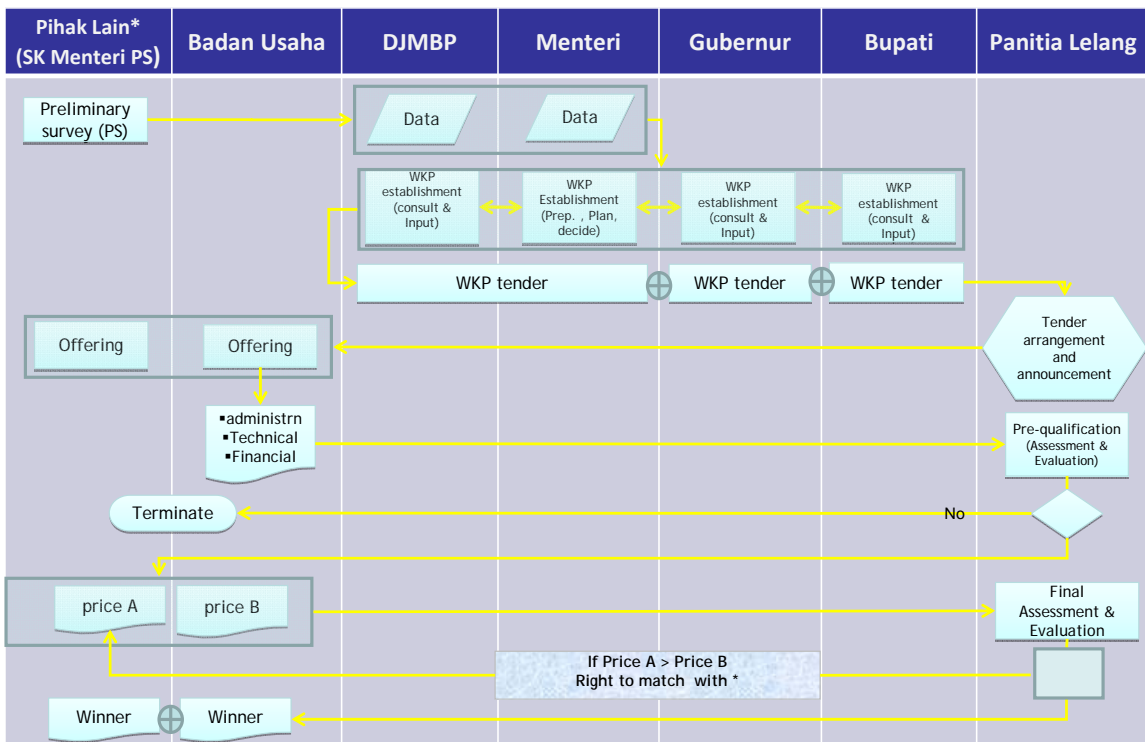 Pihak Lain*
(SK Menteri PS)
Badan Usaha
DJMBP
Menteri
Gubernur
Bupati
Panitia Lelang
Preliminary
survey (PS)
Data
Data
WKP
establishment
(consult &
Input)
WKP
Establishment
(Prep. , Plan,
decide)
WKP
establishment
(consult &
Input)
WKP
establishment
(consult &
Input)
WKP tender
WKP tender
WKP tender
Tender
arrangement
and
announcement
Offering
Offering
▪administrn
▪Technical
▪Financial
Pre-qualification
(Assessment &
Evaluation)
Terminate
No
price A
price B
Final
Assessment &
Evaluation
If Price A > Price B
Right to match with *
Winner
Winner